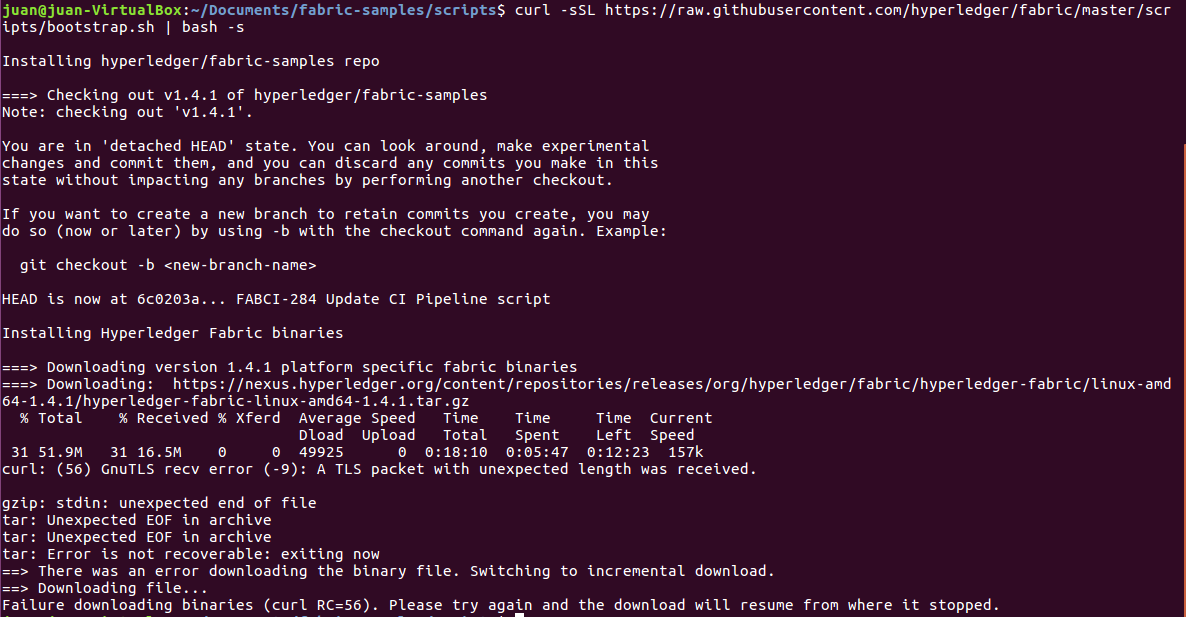 juan@juan-VirtualBox:~/Documents/fabric-samples/scripts$ curl -sSL https://raw.githubusercontent.com/hyperledger/fabric/master/scr
ipts/bootstrap.sh | bash -s
Installing hyperledger/fabric-samples repo
===> Checking out v1.4.1 of hyperledger/fabric-samples
Note: checking out 'v1.4.1'.
You are in 'detached HEAD' state. You can look around, make experimental
changes and commit them, and you can discard any commits you make in this
state without impacting any branches by performing another checkout.
If you want to create a new branch to retain commits you create, you may
do so (now or later) by using -b with the checkout command again. Example:
  git checkout -b <new-branch-name>
HEAD is now at 6c0203a... FABCI-284 Update CI Pipeline script
Installing Hyperledger Fabric binaries
===> Downloading version 1.4.1 platform specific fabric binaries
===> Downloading:  https://nexus.hyperledger.org/content/repositories/releases/org/hyperledger/fabric/hyperledger-fabric/linux-amd
64-1.4.1/hyperledger-fabric-linux-amd64-1.4.1.tar.gz
  % Total    % Received % Xferd  Average Speed   Time    Time     Time  Current
                                 Dload  Upload   Total   Spent    Left  Speed
 31 51.9M   31 16.5M    0     0  49925      0  0:18:10  0:05:47  0:12:23  157k
curl: (56) GnuTLS recv error (-9): A TLS packet with unexpected length was received.
gzip: stdin: unexpected end of file
tar: Unexpected EOF in archive
tar: Unexpected EOF in archive
tar: Error is not recoverable: exiting now
==> There was an error downloading the binary file. Switching to incremental download.
==> Downloading file...
Failure downloading binaries (curl RC=56). Please try again and the download will resume from where it stopped.